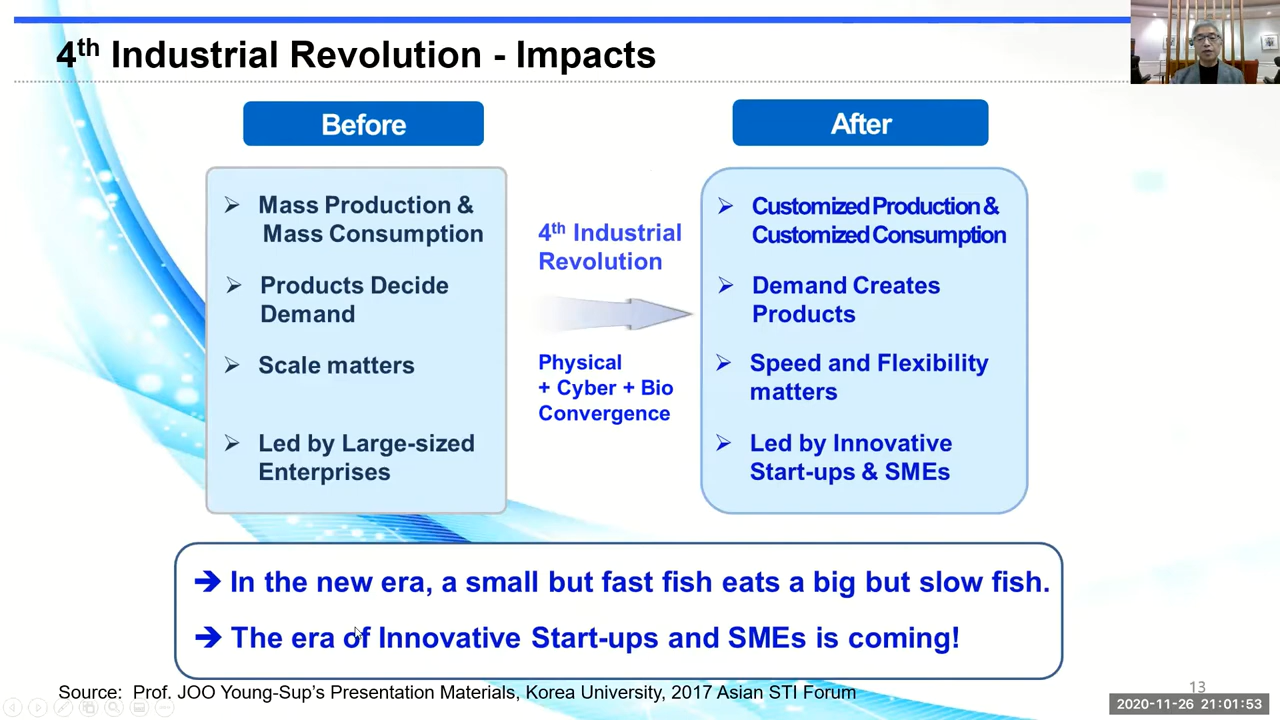 4th Industrial Revolution - Impacts
Before
Mass Production &
Mass Consumption
Products Decide
Demand
Scale matters
Led by Large-sized
Enterprises
4th Industrial
Revolution
Physical
+ Cyber + Bio
Convergence
After
Customized Production &
Customized Consumption
Demand Creates
Products
Speed and Flexibility
matters
Led by Innovative
Start-ups & SMEs
➔ In the new era, a small but fast fish eats a big but slow fish.
➔ The era of Innovative Start-ups and SMEs is coming!
Source: Prof. JOO Young-Sup's Presentation Materials, Korea University, 2017 Asian STI Forum
13
2020-11-26 21:01:53